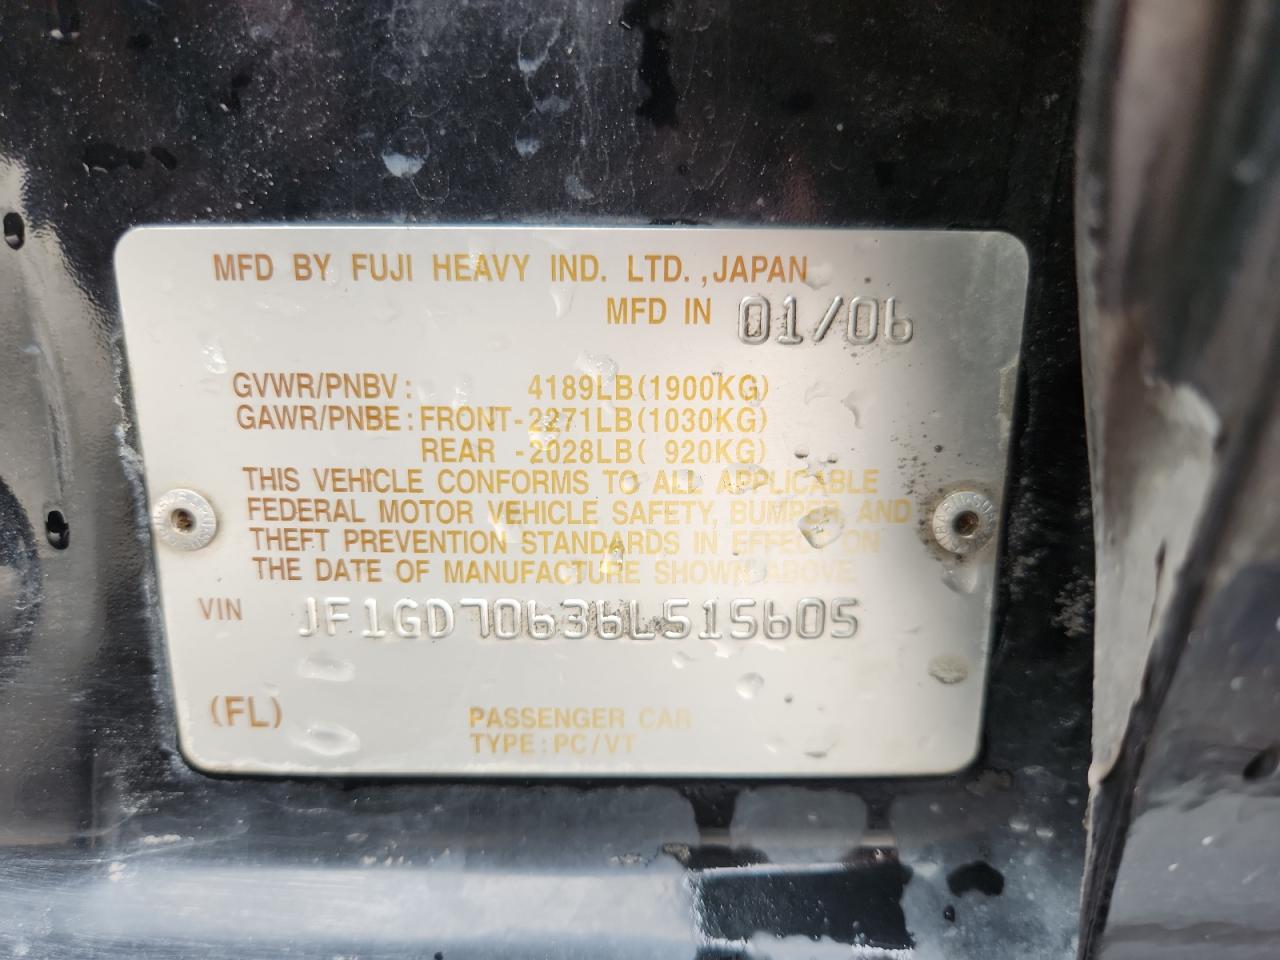 MFD BY FUJI HEAVY IND. LTD.,JAPAN
MFD IN 01/06
GVWR/PNBV: 4189LB(1900KG)
GAWR/PNBE:FRONT-2271LB(1030KG)
REAR -2028LB( 920KG)
THIS VEHICLE CONFORMS TO ALL APPLICABLE
FEDERAL MOTOR VEHICLE SAFETY, BUMPER, AND
THEFT PREVENTION STANDARDS IN EFFECT ON
THE DATE OF MANUFACTURE SHOWN ABOVE
VIN JF1GD70636L515605
(FL)
PASSENGER CAR
TYPE:PC/VT